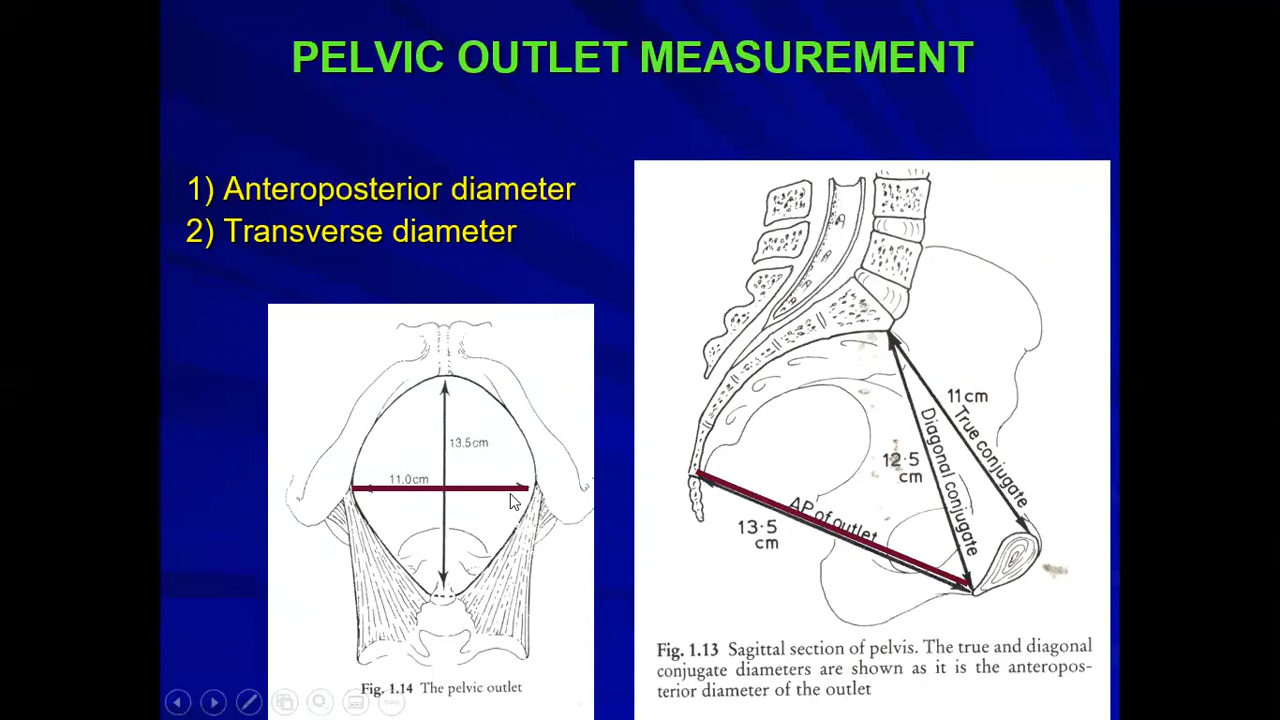 PELVIC OUTLET MEASUREMENT
1) Anteroposterior diameter
2) Transverse diameter
13.5cm
11.0cm
Fig. 1.14 The pelvic outlet
11cm
True conjugate
Diagonal conjugate
12·5
cm
AP of outlet
13·5
cm
Fig. 1.13 Sagittal section of pelvis. The true and diagonal
conjugate diameters are shown as it is the anteropos-
terior diameter of the outlet